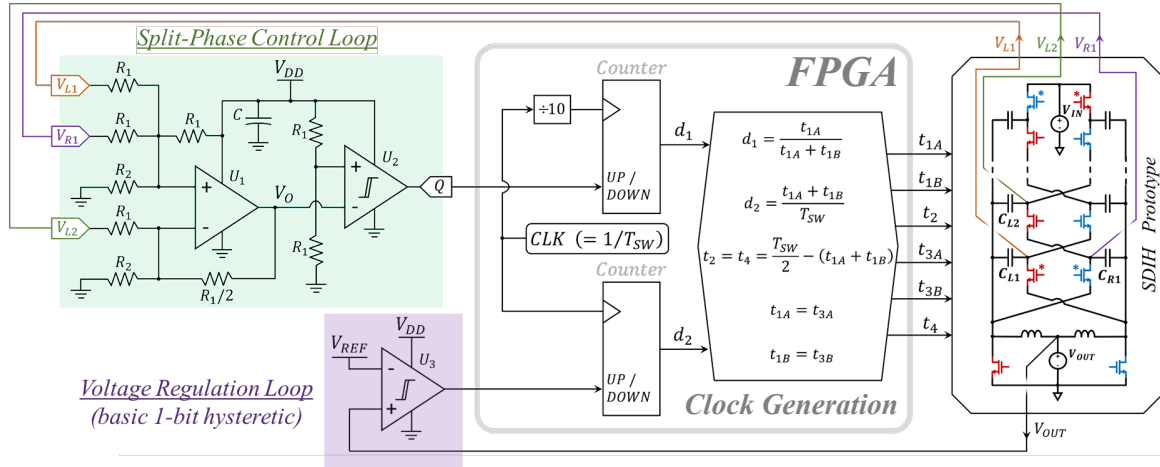 V_L1
V_L2
V_R1
Split-Phase Control Loop
V_L1
R_1
V_R1
R_1
R_1
R_2
V_L2
R_1
R_2
R_1/2
C
V_DD
+
-
U_1
V_O
R_1
R_1
+
-
U_2
Q
FPGA
Counter
÷10
UP /
DOWN
d_1
CLK (= 1/T_SW)
Counter
UP /
DOWN
d_2
d_1 = t_1A / (t_1A + t_1B)
d_2 = (t_1A + t_1B) / T_SW
t_2 = t_4 = T_SW / 2 − (t_1A + t_1B)
t_1A = t_3A
t_1B = t_3B
Clock Generation
t_1A
t_1B
t_2
t_3A
t_3B
t_4
*
*
V_IN
+
-
C_L2
C_L1
*
*
C_R1
V_OUT
+
-
SDIH Prototype
V_OUT
Voltage Regulation Loop
(basic 1-bit hysteretic)
V_REF
V_DD
U_3
-
+